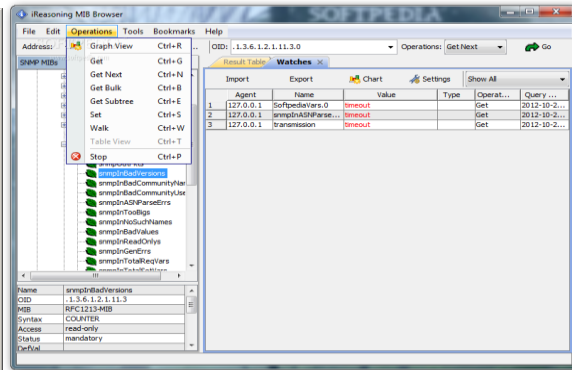 iReasoning MIB Browser
SOFTPEDIA
File Edit Operations Tools Bookmarks Help
Address:
OID: .1.3.6.1.2.1.11.3.0 Operations: Get Next Go
SNMP MIBs
Graph View Ctrl+R
Get Ctrl+G
Get Next Ctrl+N
Get Bulk Ctrl+B
Get Subtree Ctrl+E
Set Ctrl+S
Walk Ctrl+W
Table View Ctrl+T
Stop Ctrl+P
snmpInBadVersions
snmpInBadCommunityNar
snmpInBadCommunityUse
snmpInASNParseErrs
snmpInTooBigs
snmpInNoSuchNames
snmpInBadValues
snmpInReadOnlys
snmpInGenErrs
snmpInTotalReqVars
snmpInTotalSetVars
Name snmpInBadVersions
OID .1.3.6.1.2.1.11.3
MIB RFC1213-MIB
Syntax COUNTER
Access read-only
Status mandatory
DefVal
Result Table Watches
Import Export Chart Settings Show All
Agent Name Value Type Operat... Query ...
1 127.0.0.1 SoftpediaVars.0 timeout Get 2012-10-2...
2 127.0.0.1 snmpInASNParse... timeout Get 2012-10-2...
3 127.0.0.1 transmission timeout Get 2012-10-2...